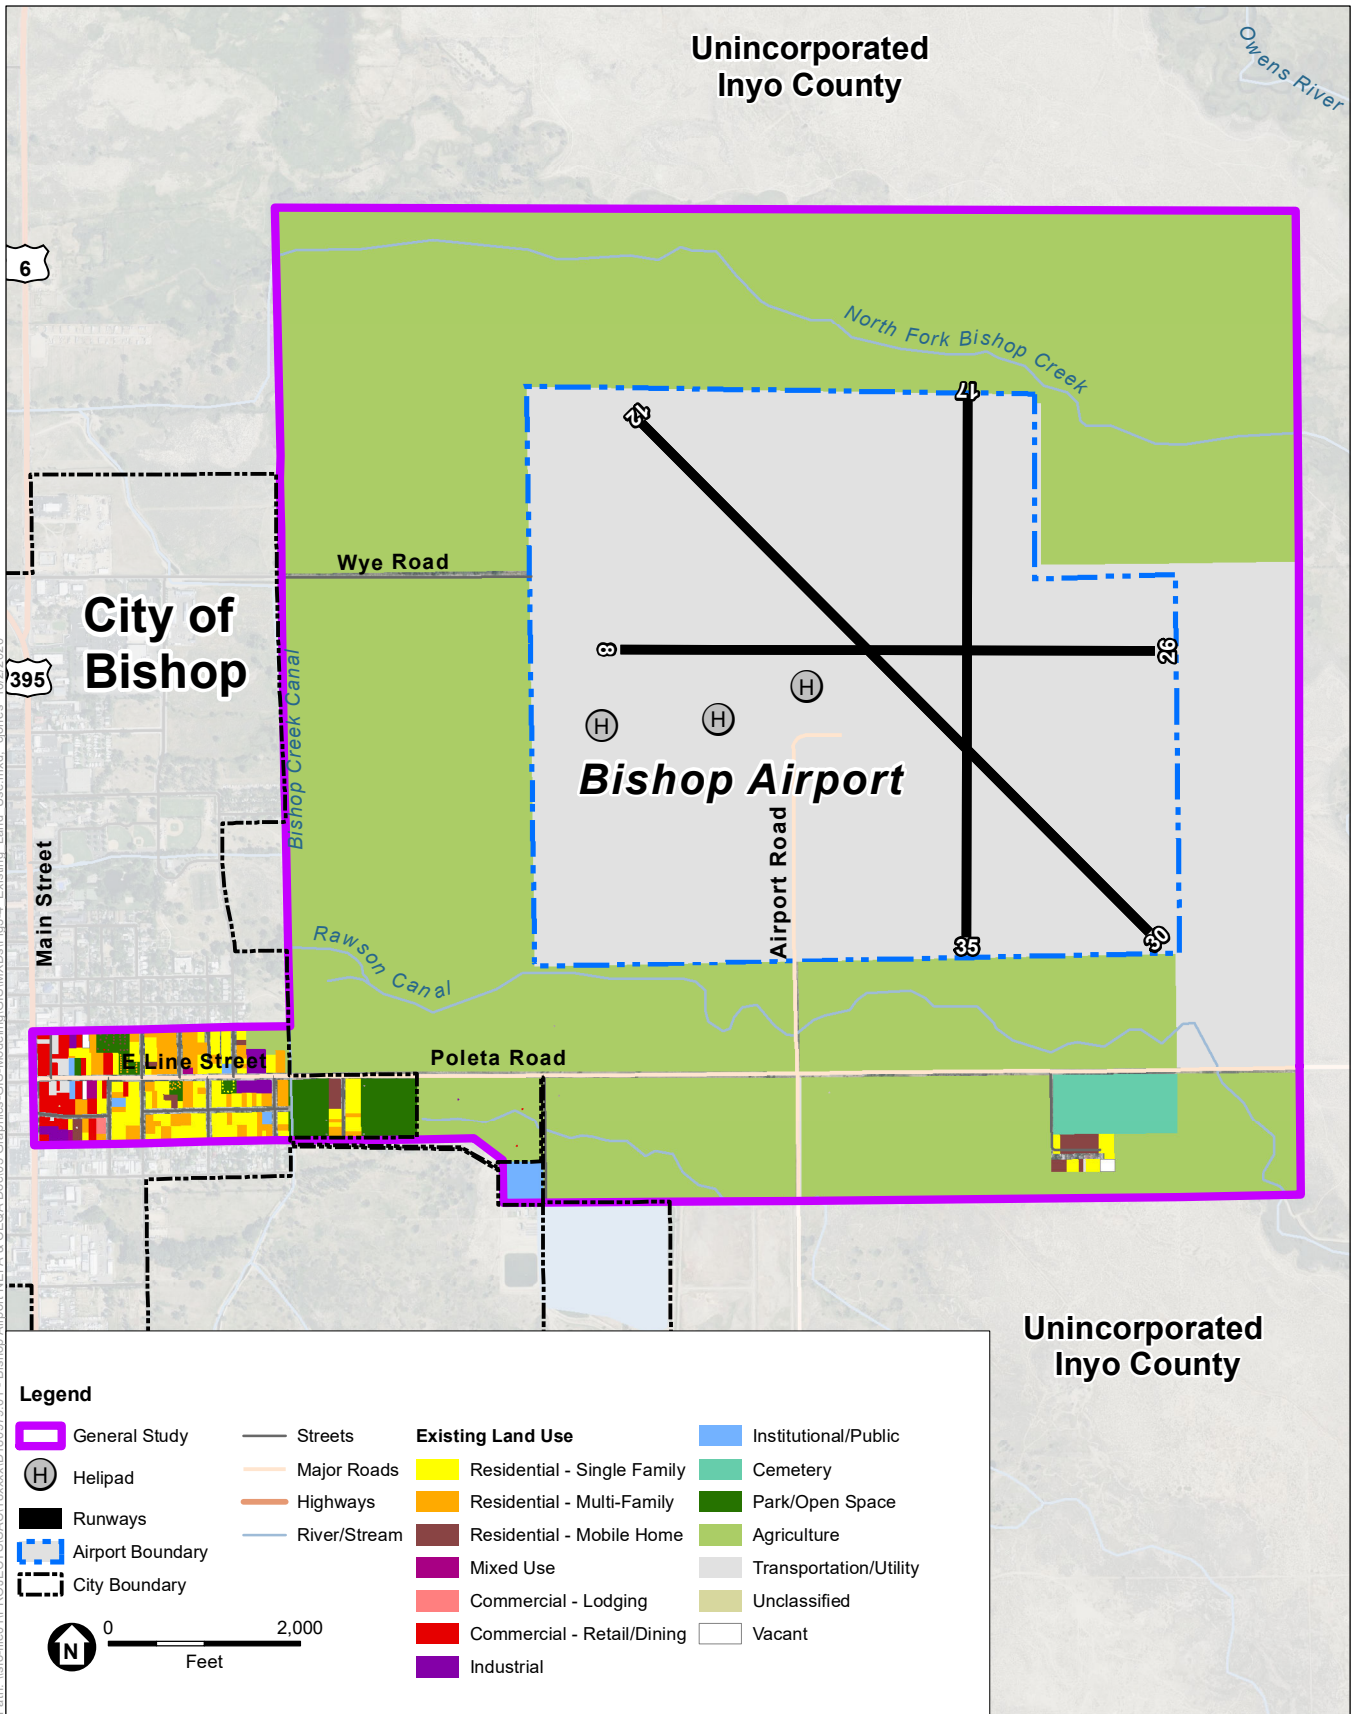 Unincorporated
Inyo County
Owens River
6
North Fork Bishop Creek
17
12
Wye Road
City of
Bishop
8
26
395
Bishop Creek Canal
H
H
H
Bishop Airport
Airport Road
Main Street
Rawson Canal
35
30
E Line Street
Poleta Road
Unincorporated
Inyo County
Legend
General Study
Helipad
H
Runways
Airport Boundary
City Boundary
Streets
Major Roads
Highways
River/Stream
Existing Land Use
Residential - Single Family
Residential - Multi-Family
Residential - Mobile Home
Mixed Use
Commercial - Lodging
Commercial - Retail/Dining
Industrial
Institutional/Public
Cemetery
Park/Open Space
Agriculture
Transportation/Utility
Unclassified
Vacant
N
0 2,000
Feet